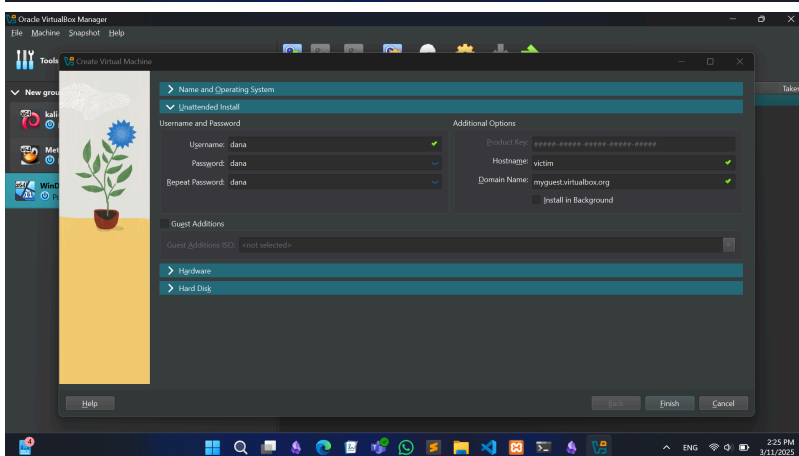 Oracle VirtualBox Manager
File Machine Snapshot Help
Tools
Create Virtual Machine
Name and Operating System
New grou
Take
Unattended Install
Username and Password
Additional Options
kali-
Username: dana
Product Key: #####-#####-#####-#####-#####
Password: dana
Hostname: victim
Met
Repeat Password: dana
Domain Name: myguest.virtualbox.org
WinD
Install in Background
Guest Additions
Guest Additions ISO: <not selected>
Hardware
Hard Disk
Help
Back Finish Cancel
4
ENG
2:25 PM
3/11/2025